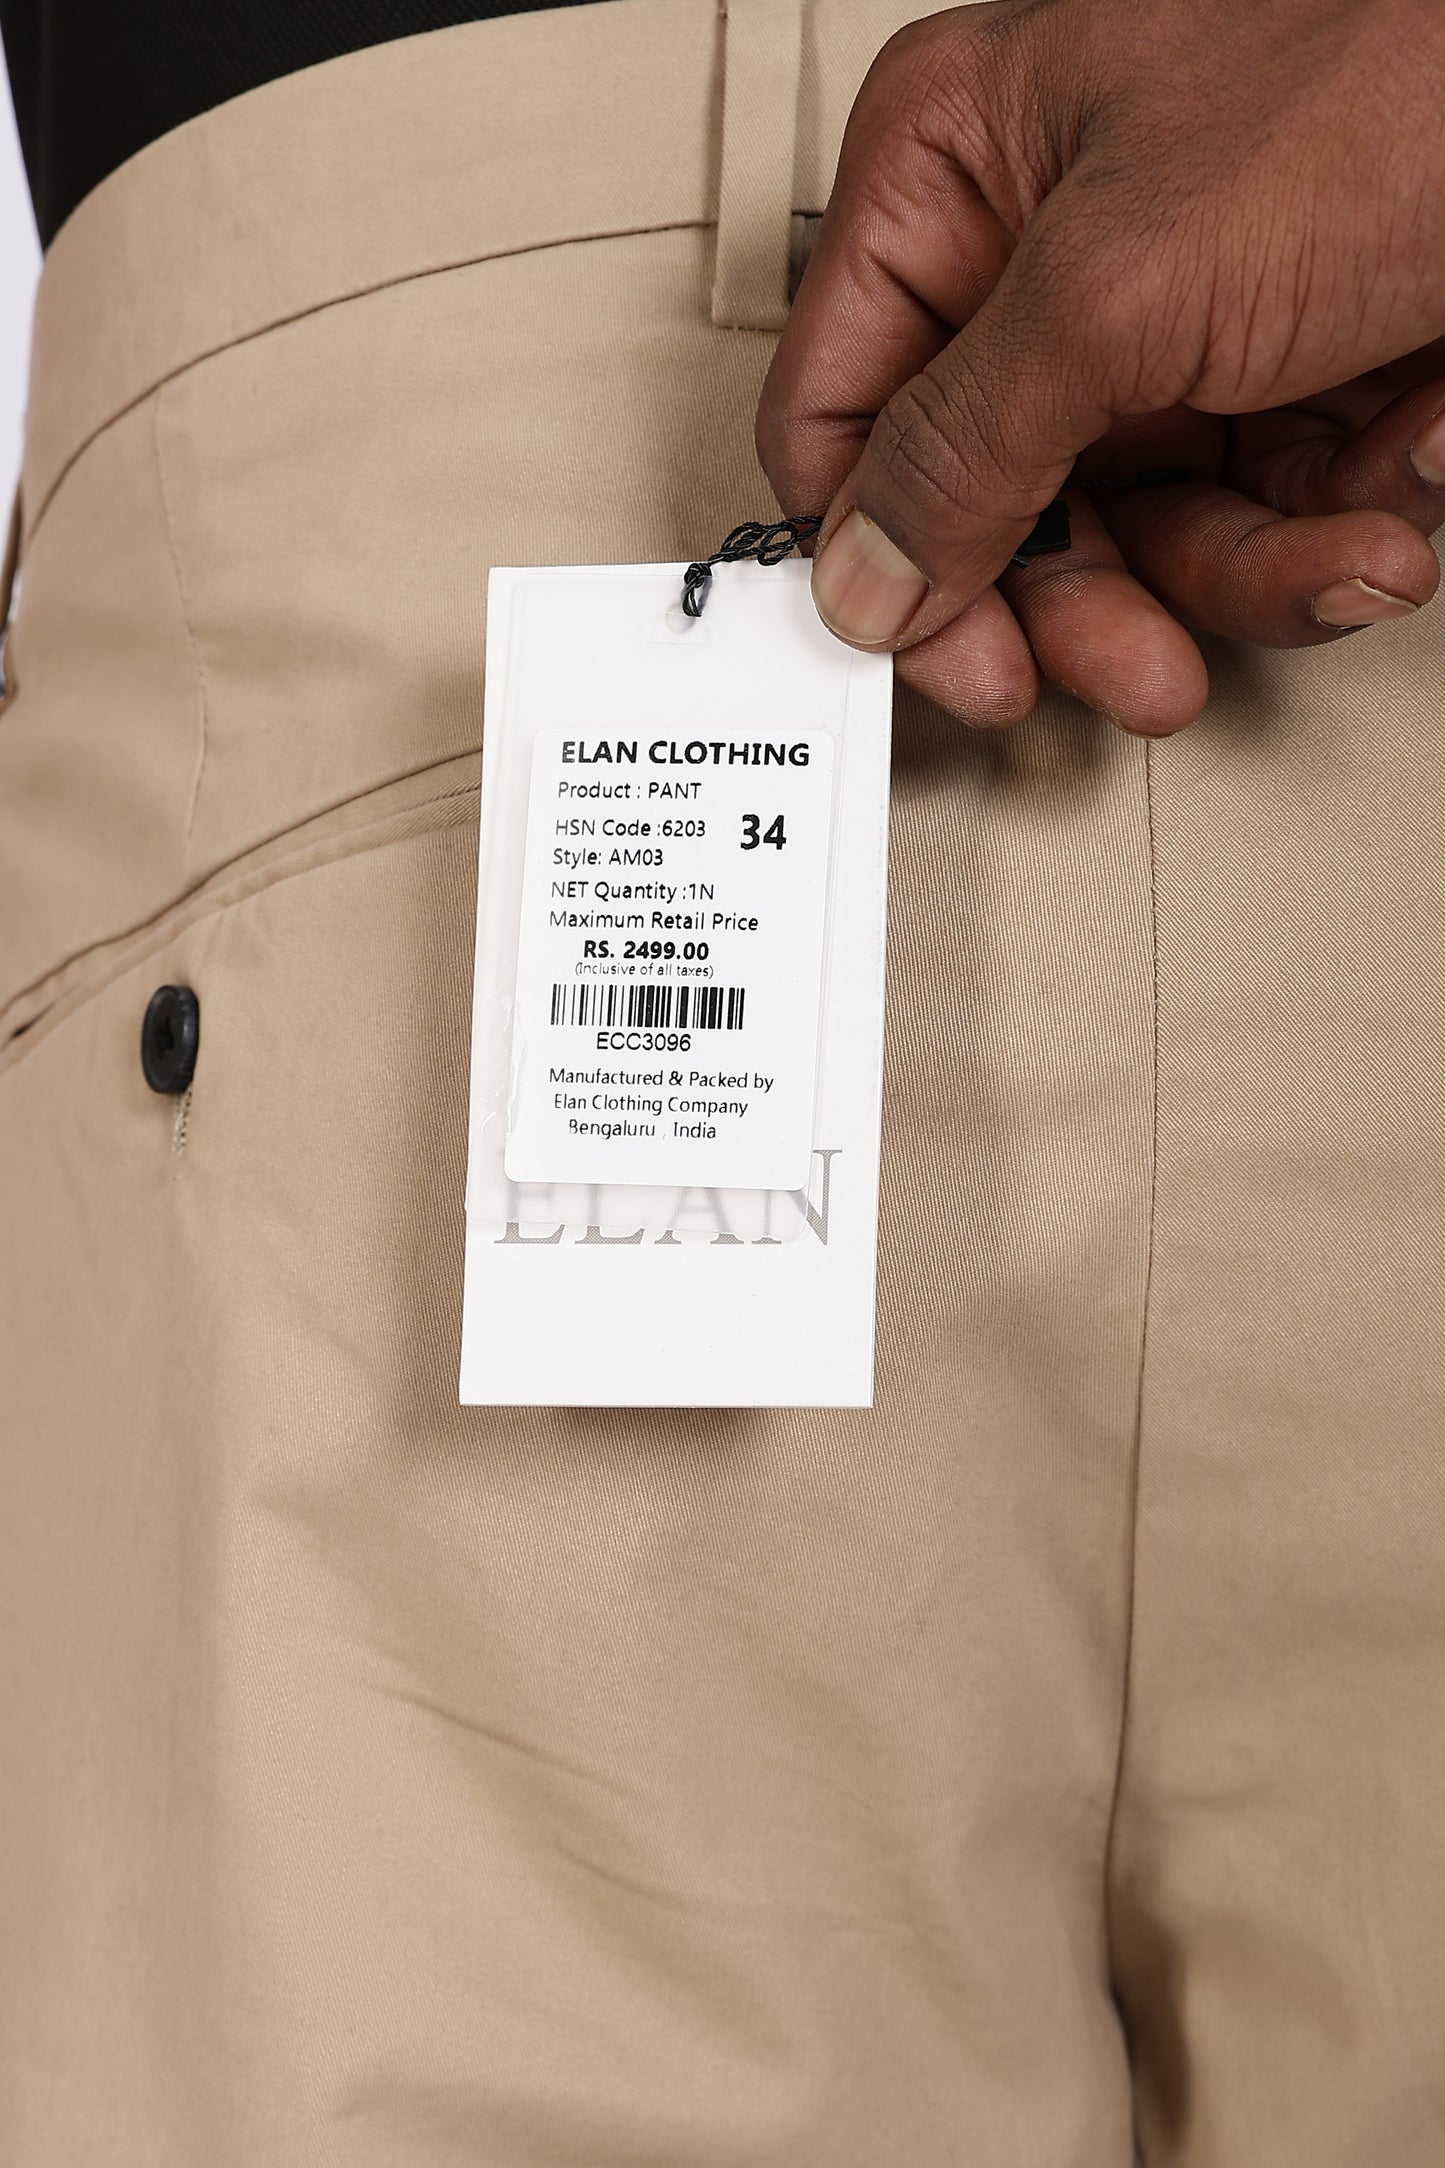 ELAN CLOTHING
Product : PANT
HSN Code :6203 34
Style: AM03
NET Quantity :1N
Maximum Retail Price
RS. 2499.00
(Inclusive of all taxes)
ECC3096
Manufactured & Packed by
Elan Clothing Company
Bengaluru , India
ELAN